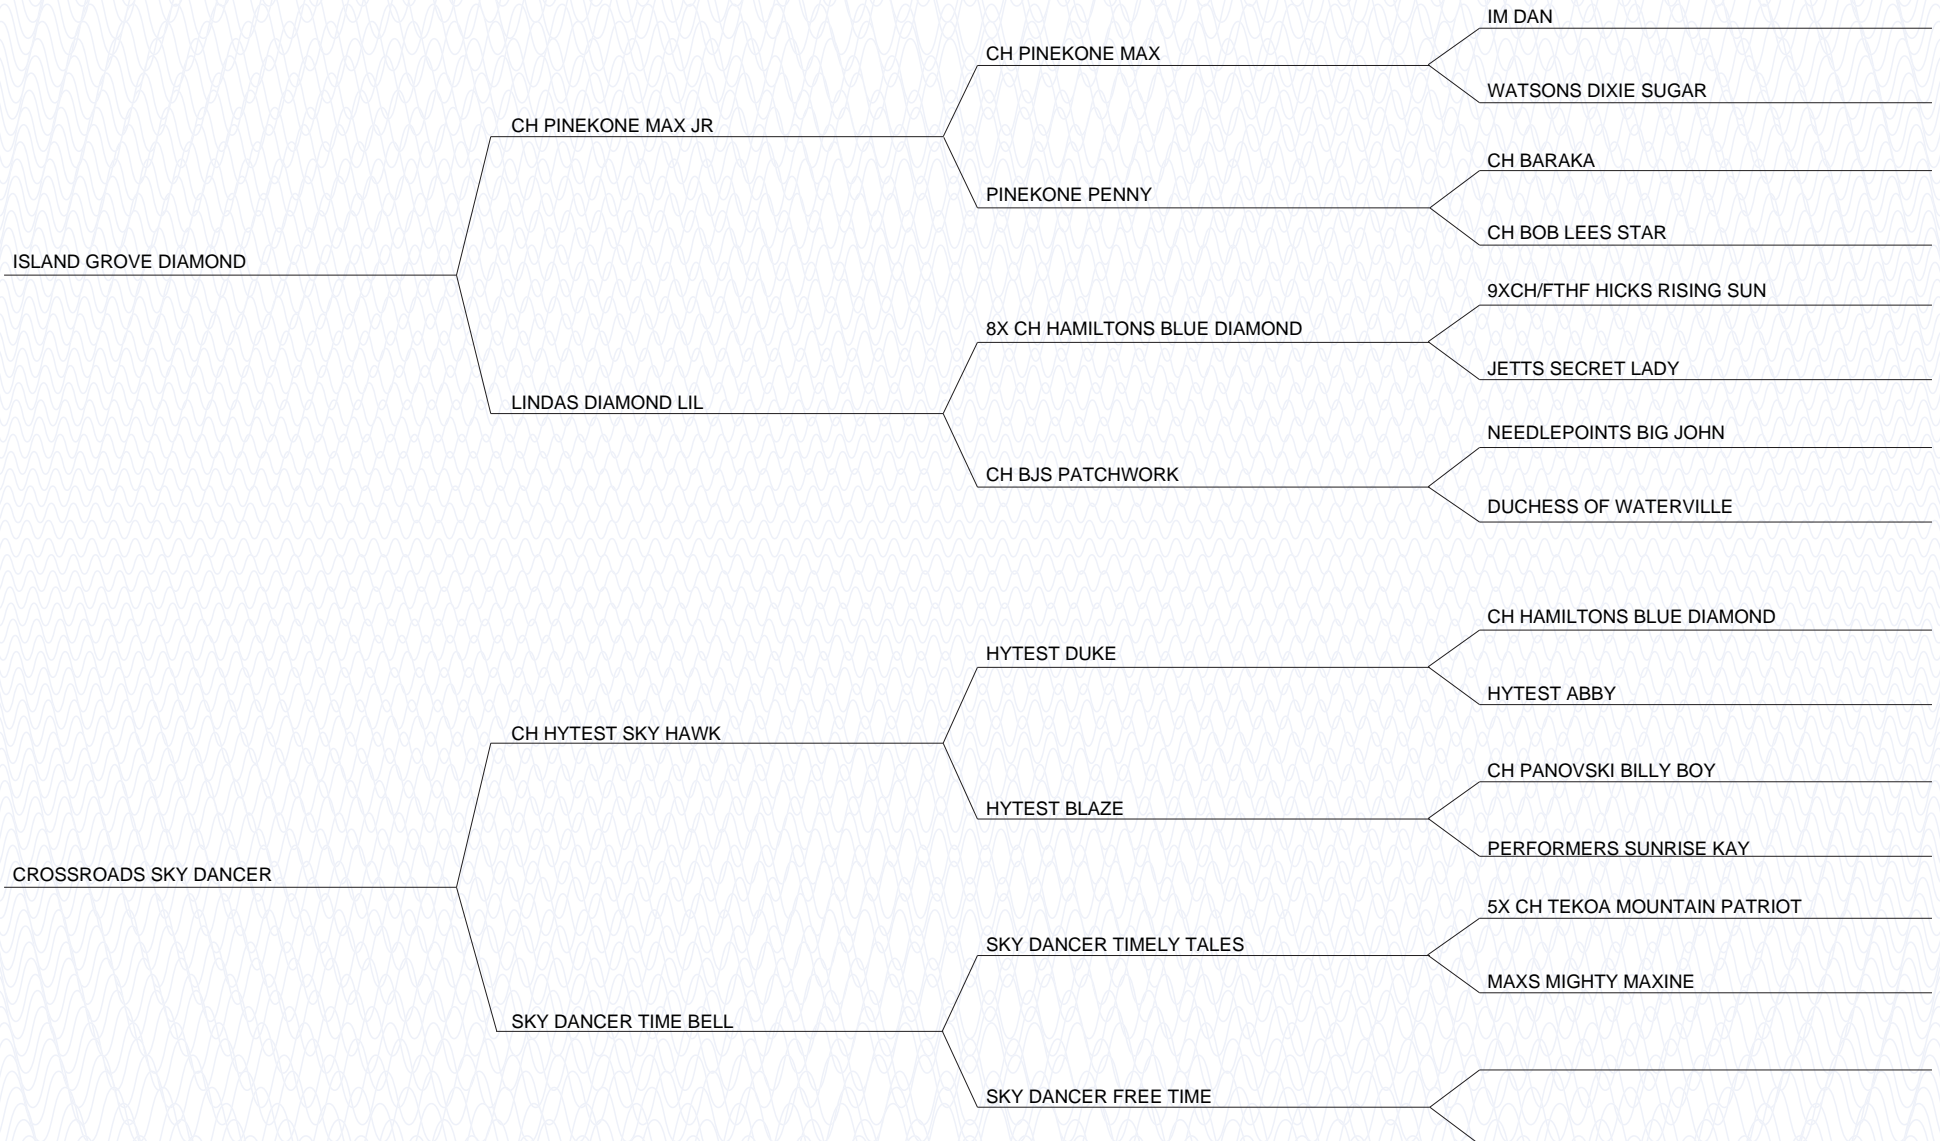 IM DAN
CH PINEKONE MAX
WATSONS DIXIE SUGAR
CH PINEKONE MAX JR
CH BARAKA
PINEKONE PENNY
CH BOB LEES STAR
ISLAND GROVE DIAMOND
9XCH/FTHF HICKS RISING SUN
8X CH HAMILTONS BLUE DIAMOND
JETTS SECRET LADY
LINDAS DIAMOND LIL
NEEDLEPOINTS BIG JOHN
CH BJS PATCHWORK
DUCHESS OF WATERVILLE
CH HAMILTONS BLUE DIAMOND
HYTEST DUKE
HYTEST ABBY
CH HYTEST SKY HAWK
CH PANOVSKI BILLY BOY
HYTEST BLAZE
PERFORMERS SUNRISE KAY
CROSSROADS SKY DANCER
5X CH TEKOA MOUNTAIN PATRIOT
SKY DANCER TIMELY TALES
MAXS MIGHTY MAXINE
SKY DANCER TIME BELL
SKY DANCER FREE TIME